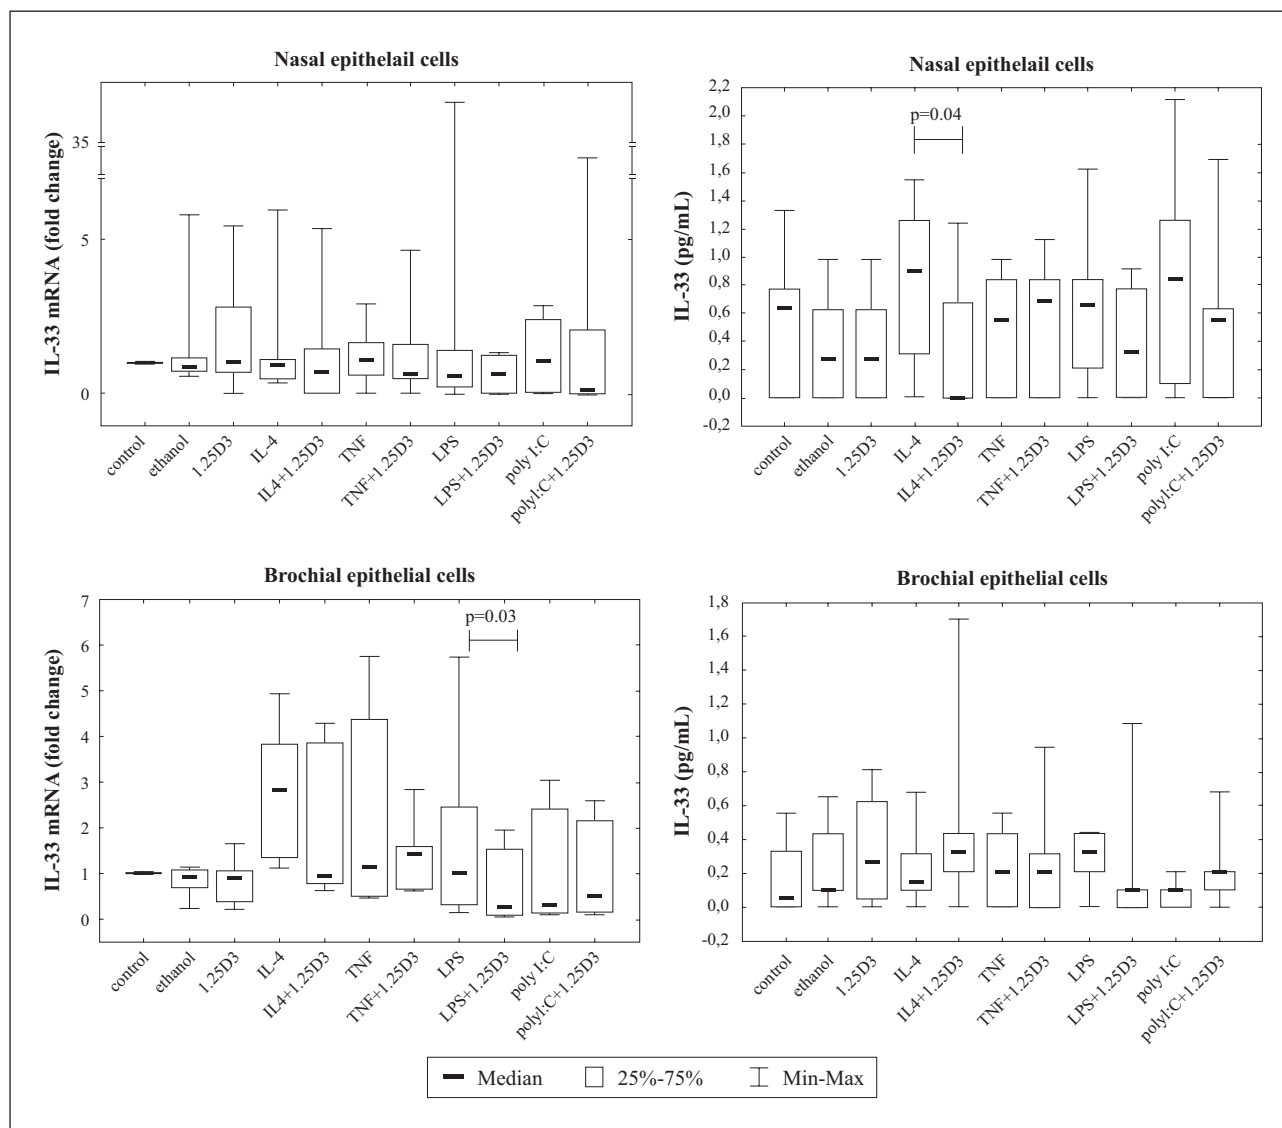 Nasal epithelail cells
IL-33 mRNA (fold change)
35
5
0
control
ethanol
1.25D3
IL-4
IL4+1.25D3
TNF
TNF+1.25D3
LPS
LPS+1.25D3
poly I:C
polyI:C+1.25D3
Nasal epithelail cells
IL-33 (pg/mL)
2,2
2,0
1,8
1,6
1,4
1,2
1,0
0,8
0,6
0,4
0,2
0,0
-0,2
p=0.04
control
ethanol
1.25D3
IL-4
IL4+1.25D3
TNF
TNF+1.25D3
LPS
LPS+1.25D3
poly I:C
polyI:C+1.25D3
Brochial epithelial cells
IL-33 mRNA (fold change)
7
6
5
4
3
2
1
0
p=0.03
control
ethanol
1.25D3
IL-4
IL4+1.25D3
TNF
TNF+1.25D3
LPS
LPS+1.25D3
poly I:C
polyI:C+1.25D3
Brochial epithelial cells
IL-33 (pg/mL)
1,8
1,6
1,4
1,2
1,0
0,8
0,6
0,4
0,2
0,0
-0,2
control
ethanol
1.25D3
IL-4
IL4+1.25D3
TNF
TNF+1.25D3
LPS
LPS+1.25D3
poly I:C
polyI:C+1.25D3
Median 25%-75% Min-Max